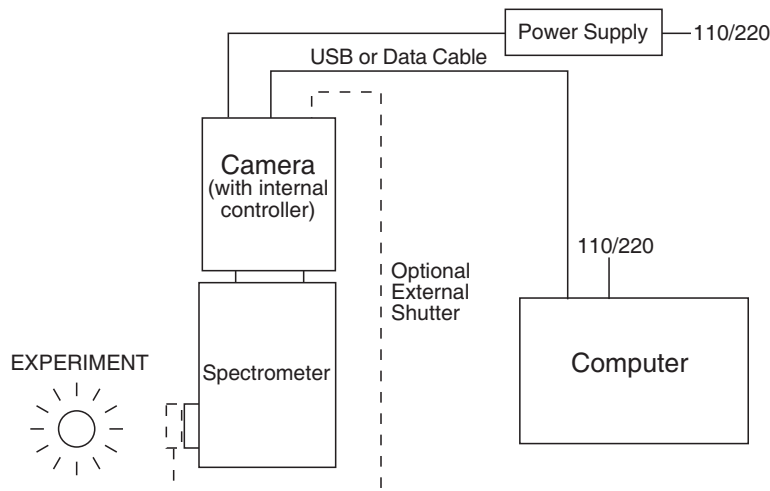 Power Supply
110/220
USB or Data Cable
Camera
(with internal
controller)
110/220
Optional
External
Shutter
Computer
EXPERIMENT
Spectrometer